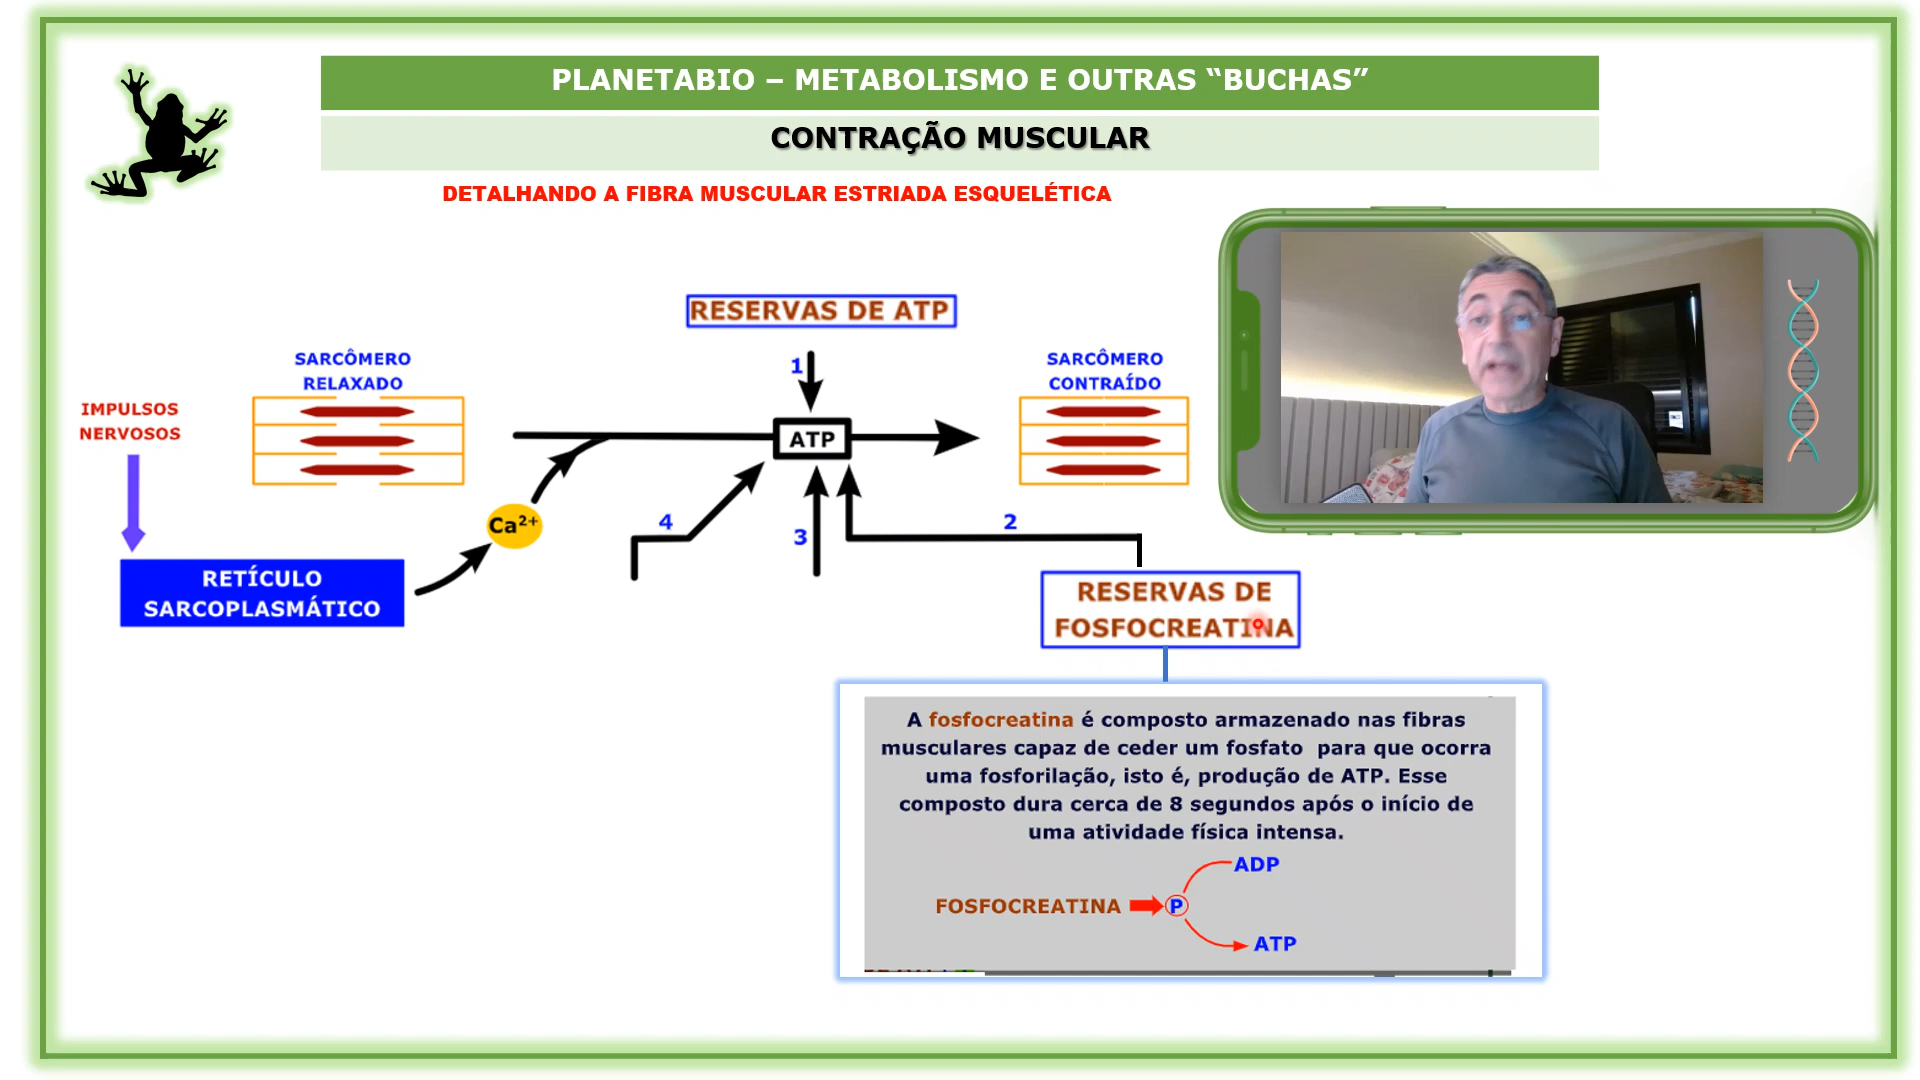 PLANETABIO – METABOLISMO E OUTRAS “BUCHAS”
CONTRAÇÃO MUSCULAR
DETALHANDO A FIBRA MUSCULAR ESTRIADA ESQUELÉTICA
RESERVAS DE ATP
1
SARCÔMERO
RELAXADO
SARCÔMERO
CONTRAÍDO
IMPULSOS
NERVOSOS
ATP
Ca2+
4
3
2
RETÍCULO
SARCOPLASMÁTICO
RESERVAS DE
FOSFOCREATINA
A fosfocreatina é composto armazenado nas fibras
musculares capaz de ceder um fosfato para que ocorra
uma fosforilação, isto é, produção de ATP. Esse
composto dura cerca de 8 segundos após o início de
uma atividade física intensa.
ADP
FOSFOCREATINA P
ATP